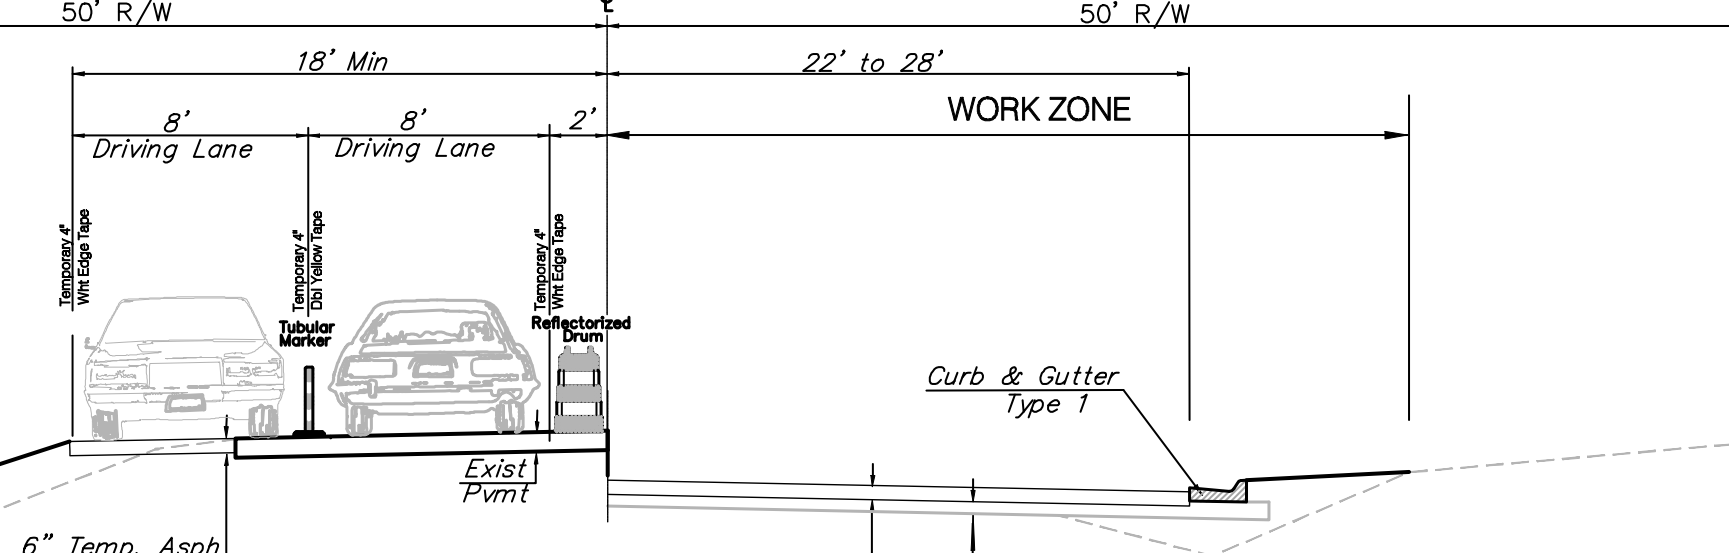 50' R/W
50' R/W
18' Min
22' to 28'
WORK ZONE
8'
8'
2'
Driving Lane
Driving Lane
Temporary 4"
Wht Edge Tape
Temporary 4"
Dbl Yellow Tape
Temporary 4"
Wht Edge Tape
Tubular
Marker
Reflectorized
Drum
Curb & Gutter
Type 1
Exist
Pvmt
6" Temp. Asph